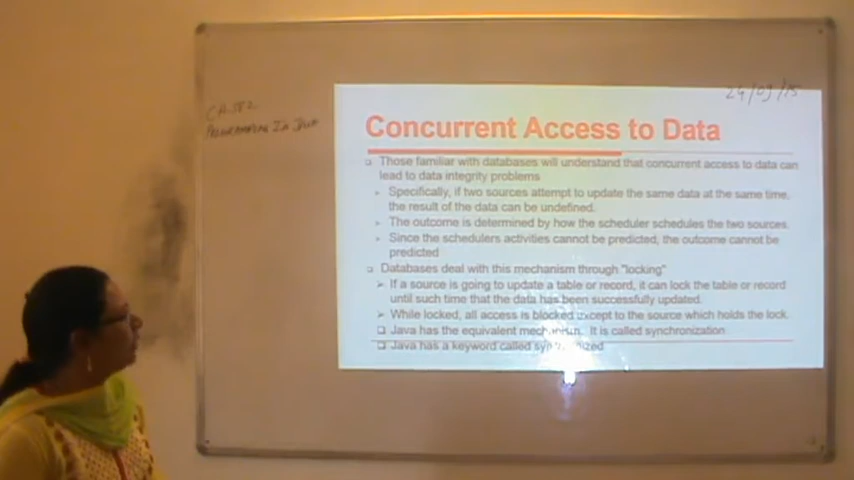 24/09/15
CA-5E2
PROGRAMMING IN JAVA
Concurrent Access to Data
Those familiar with databases will understand that concurrent access to data can
lead to data integrity problems
Specifically, if two sources attempt to update the same data at the same time,
the result of the data can be undefined.
The outcome is determined by how the scheduler schedules the two sources.
Since the schedulers activities cannot be predicted, the outcome cannot be
predicted
Databases deal with this mechanism through "locking"
If a source is going to update a table or record, it can lock the table or record
until such time that the data has been successfully updated.
While locked, all access is blocked except to the source which holds the lock.
Java has the equivalent mechanism. It is called synchronization
Java has a keyword called synchronized